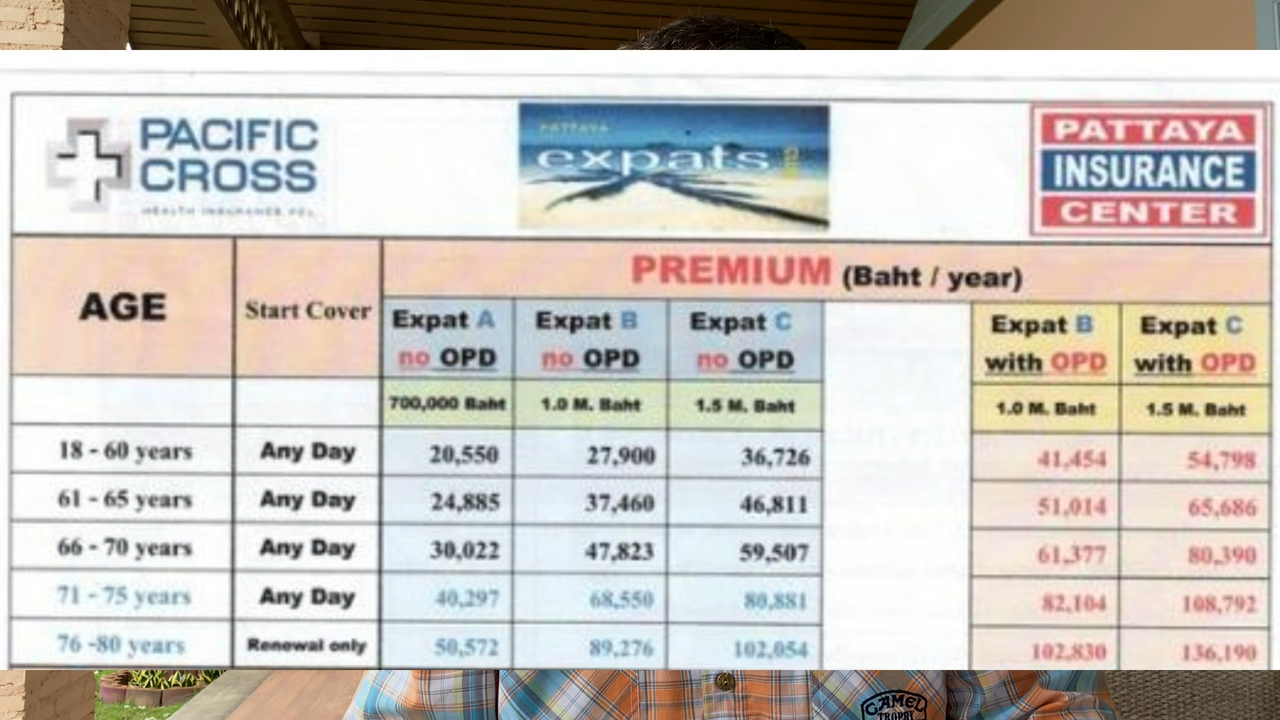 PACIFIC
CROSS
HEALTH INSURANCE PCL
PATTAYA
expats
CLUB
PATTAYA
INSURANCE
CENTER
AGE
Start Cover
PREMIUM (Baht / year)
Expat A
no OPD
Expat B
no OPD
Expat C
no OPD
Expat B
with OPD
Expat C
with OPD
700,000 Baht 1.0 M. Baht 1.5 M. Baht 1.0 M. Baht 1.5 M. Baht
18 - 60 years Any Day 20,550 27,900 36,726 41,454 54,798
61 - 65 years Any Day 24,885 37,460 46,811 51,014 65,686
66 - 70 years Any Day 30,022 47,823 59,507 61,377 80,390
71 - 75 years Any Day 40,297 68,550 80,881 82,104 108,792
76 -80 years Renewal only 50,572 89,276 102,054 102,830 136,190
CAMEL
TROPHY